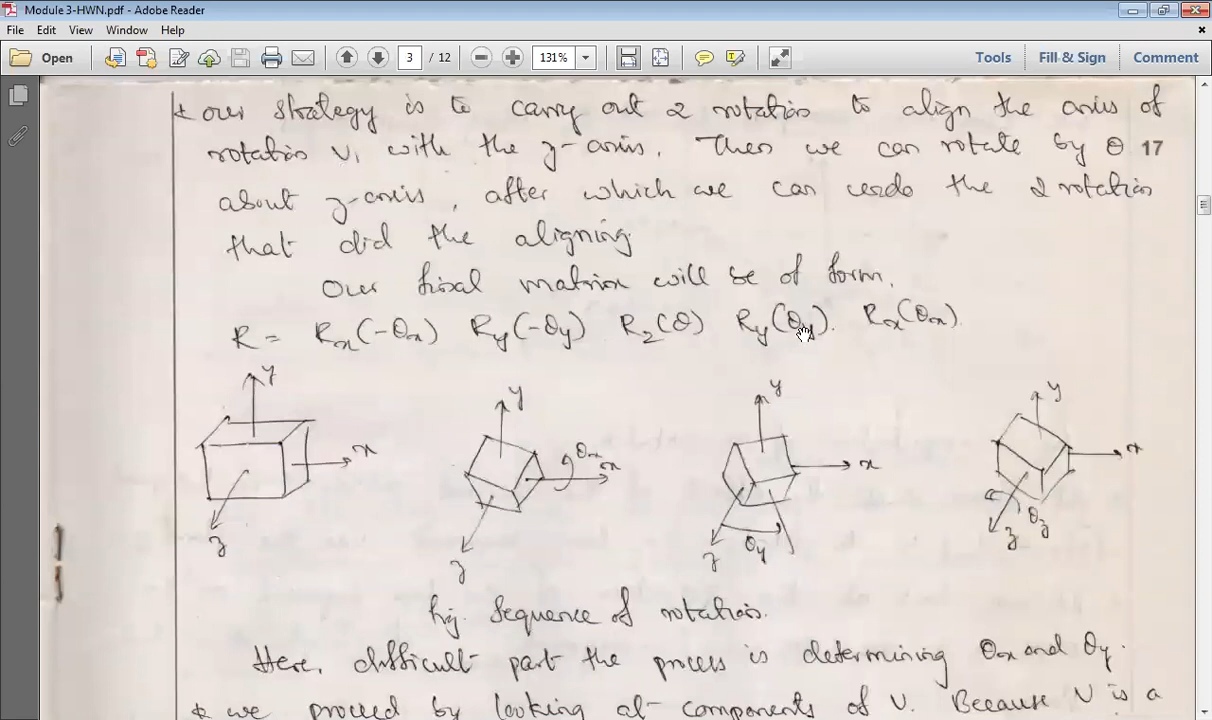 Module 3-HWN.pdf - Adobe Reader
File Edit View Window Help
Open 3 / 12 131% Tools Fill & Sign Comment
* our strategy is to carry out 2 rotation to align the axis of
rotation v, with the z-axis. Then we can rotate by θ 17
about z-axis, after which we can undo the 2 rotation
that did the aligning
Our final matrix will be of form.
R = Rx(-θx) Ry(-θy) Rz(θ) Ry(θy). Rx(θx).
y y y y
x θx x x x
z z θy z θz z
fig. Sequence of rotation.
Here, difficult part the process is determining θx and θy.
* we proceed by looking at components of v. Because v is a